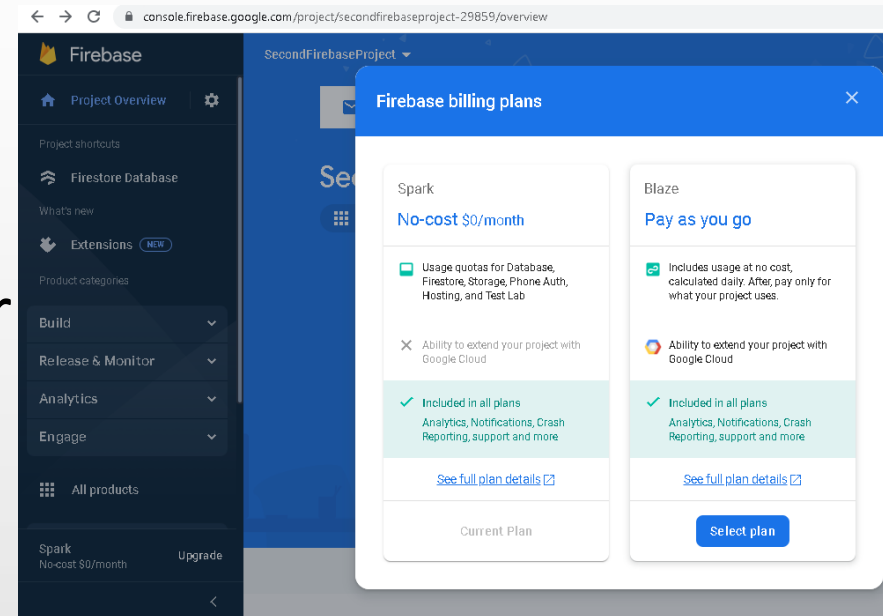 console.firebase.google.com/project/secondfirebaseproject-29859/overview
Firebase
SecondFirebaseProject
Project Overview
Project shortcuts
Firestore Database
What's new
Extensions NEW
Product categories
Build
Release & Monitor
Analytics
Engage
All products
Spark
No-cost $0/month
Upgrade
r
Se
Firebase billing plans
Spark
No-cost $0/month
Usage quotas for Database,
Firestore, Storage, Phone Auth,
Hosting, and Test Lab
Ability to extend your project with
Google Cloud
Included in all plans
Analytics, Notifications, Crash
Reporting, support and more
See full plan details
Current Plan
Blaze
Pay as you go
Includes usage at no cost,
calculated daily. After, pay only for
what your project uses.
Ability to extend your project with
Google Cloud
Included in all plans
Analytics, Notifications, Crash
Reporting, support and more
See full plan details
Select plan